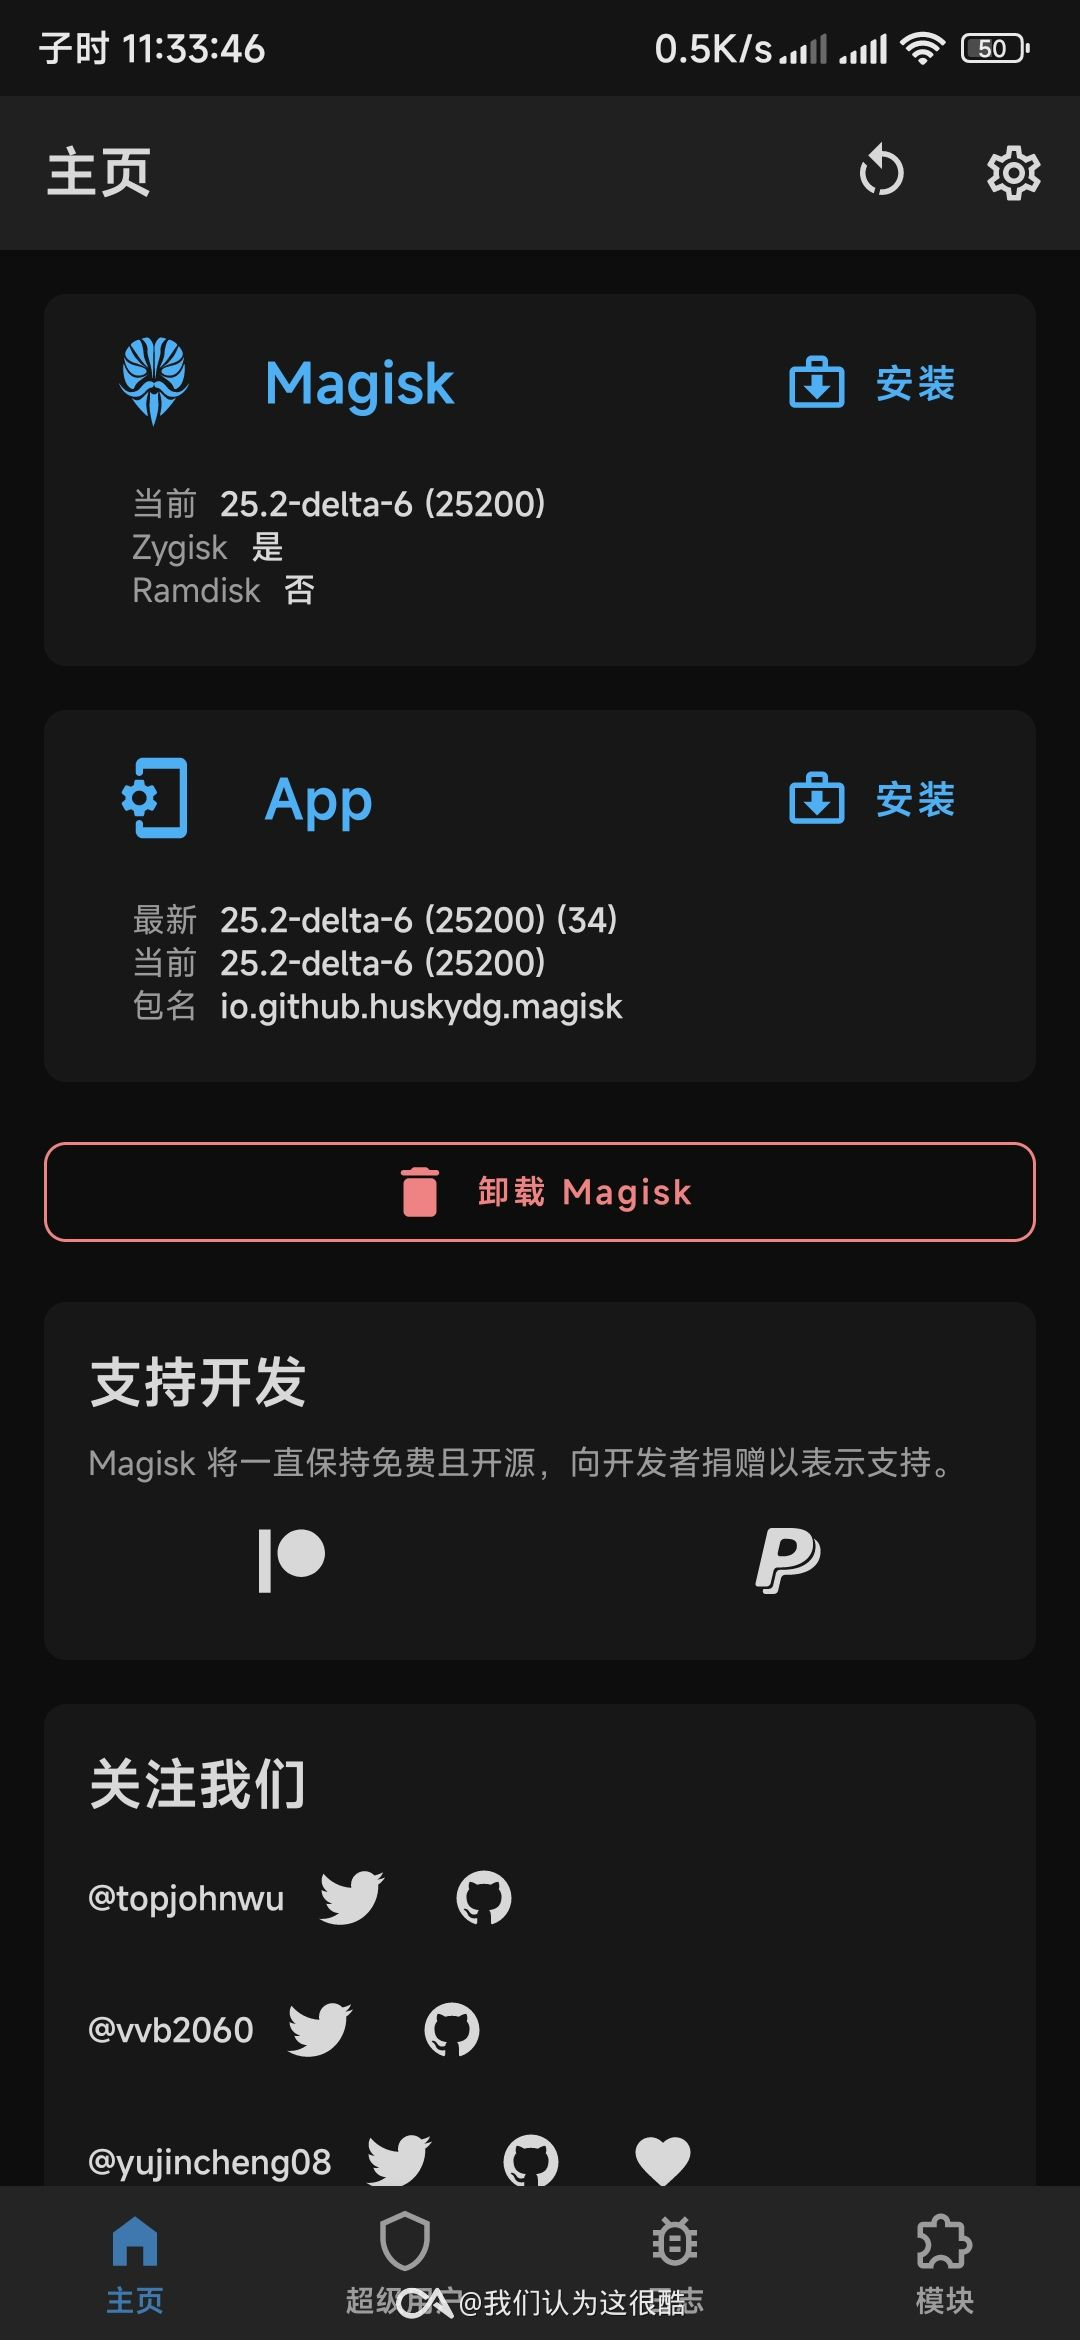 子时 11:33:46 0.5K/s 50
主页
Magisk 安装
当前 25.2-delta-6 (25200)
Zygisk 是
Ramdisk 否
App 安装
最新 25.2-delta-6 (25200) (34)
当前 25.2-delta-6 (25200)
包名 io.github.huskydg.magisk
卸载 Magisk
支持开发
Magisk 将一直保持免费且开源，向开发者捐赠以表示支持。
关注我们
@topjohnwu
@vvb2060
@yujincheng08
主页 超级用户 日志 模块
@我们认为这很酷